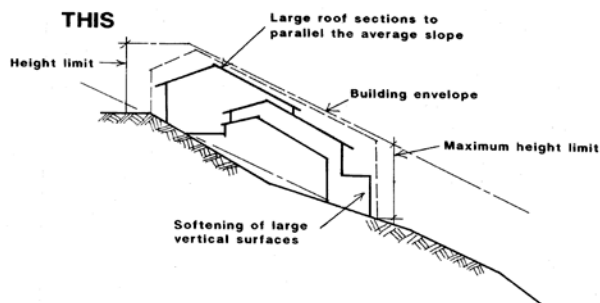 THIS
Large roof sections to
parallel the average slope
Height limit
Building envelope
Maximum height limit
Softening of large
vertical surfaces